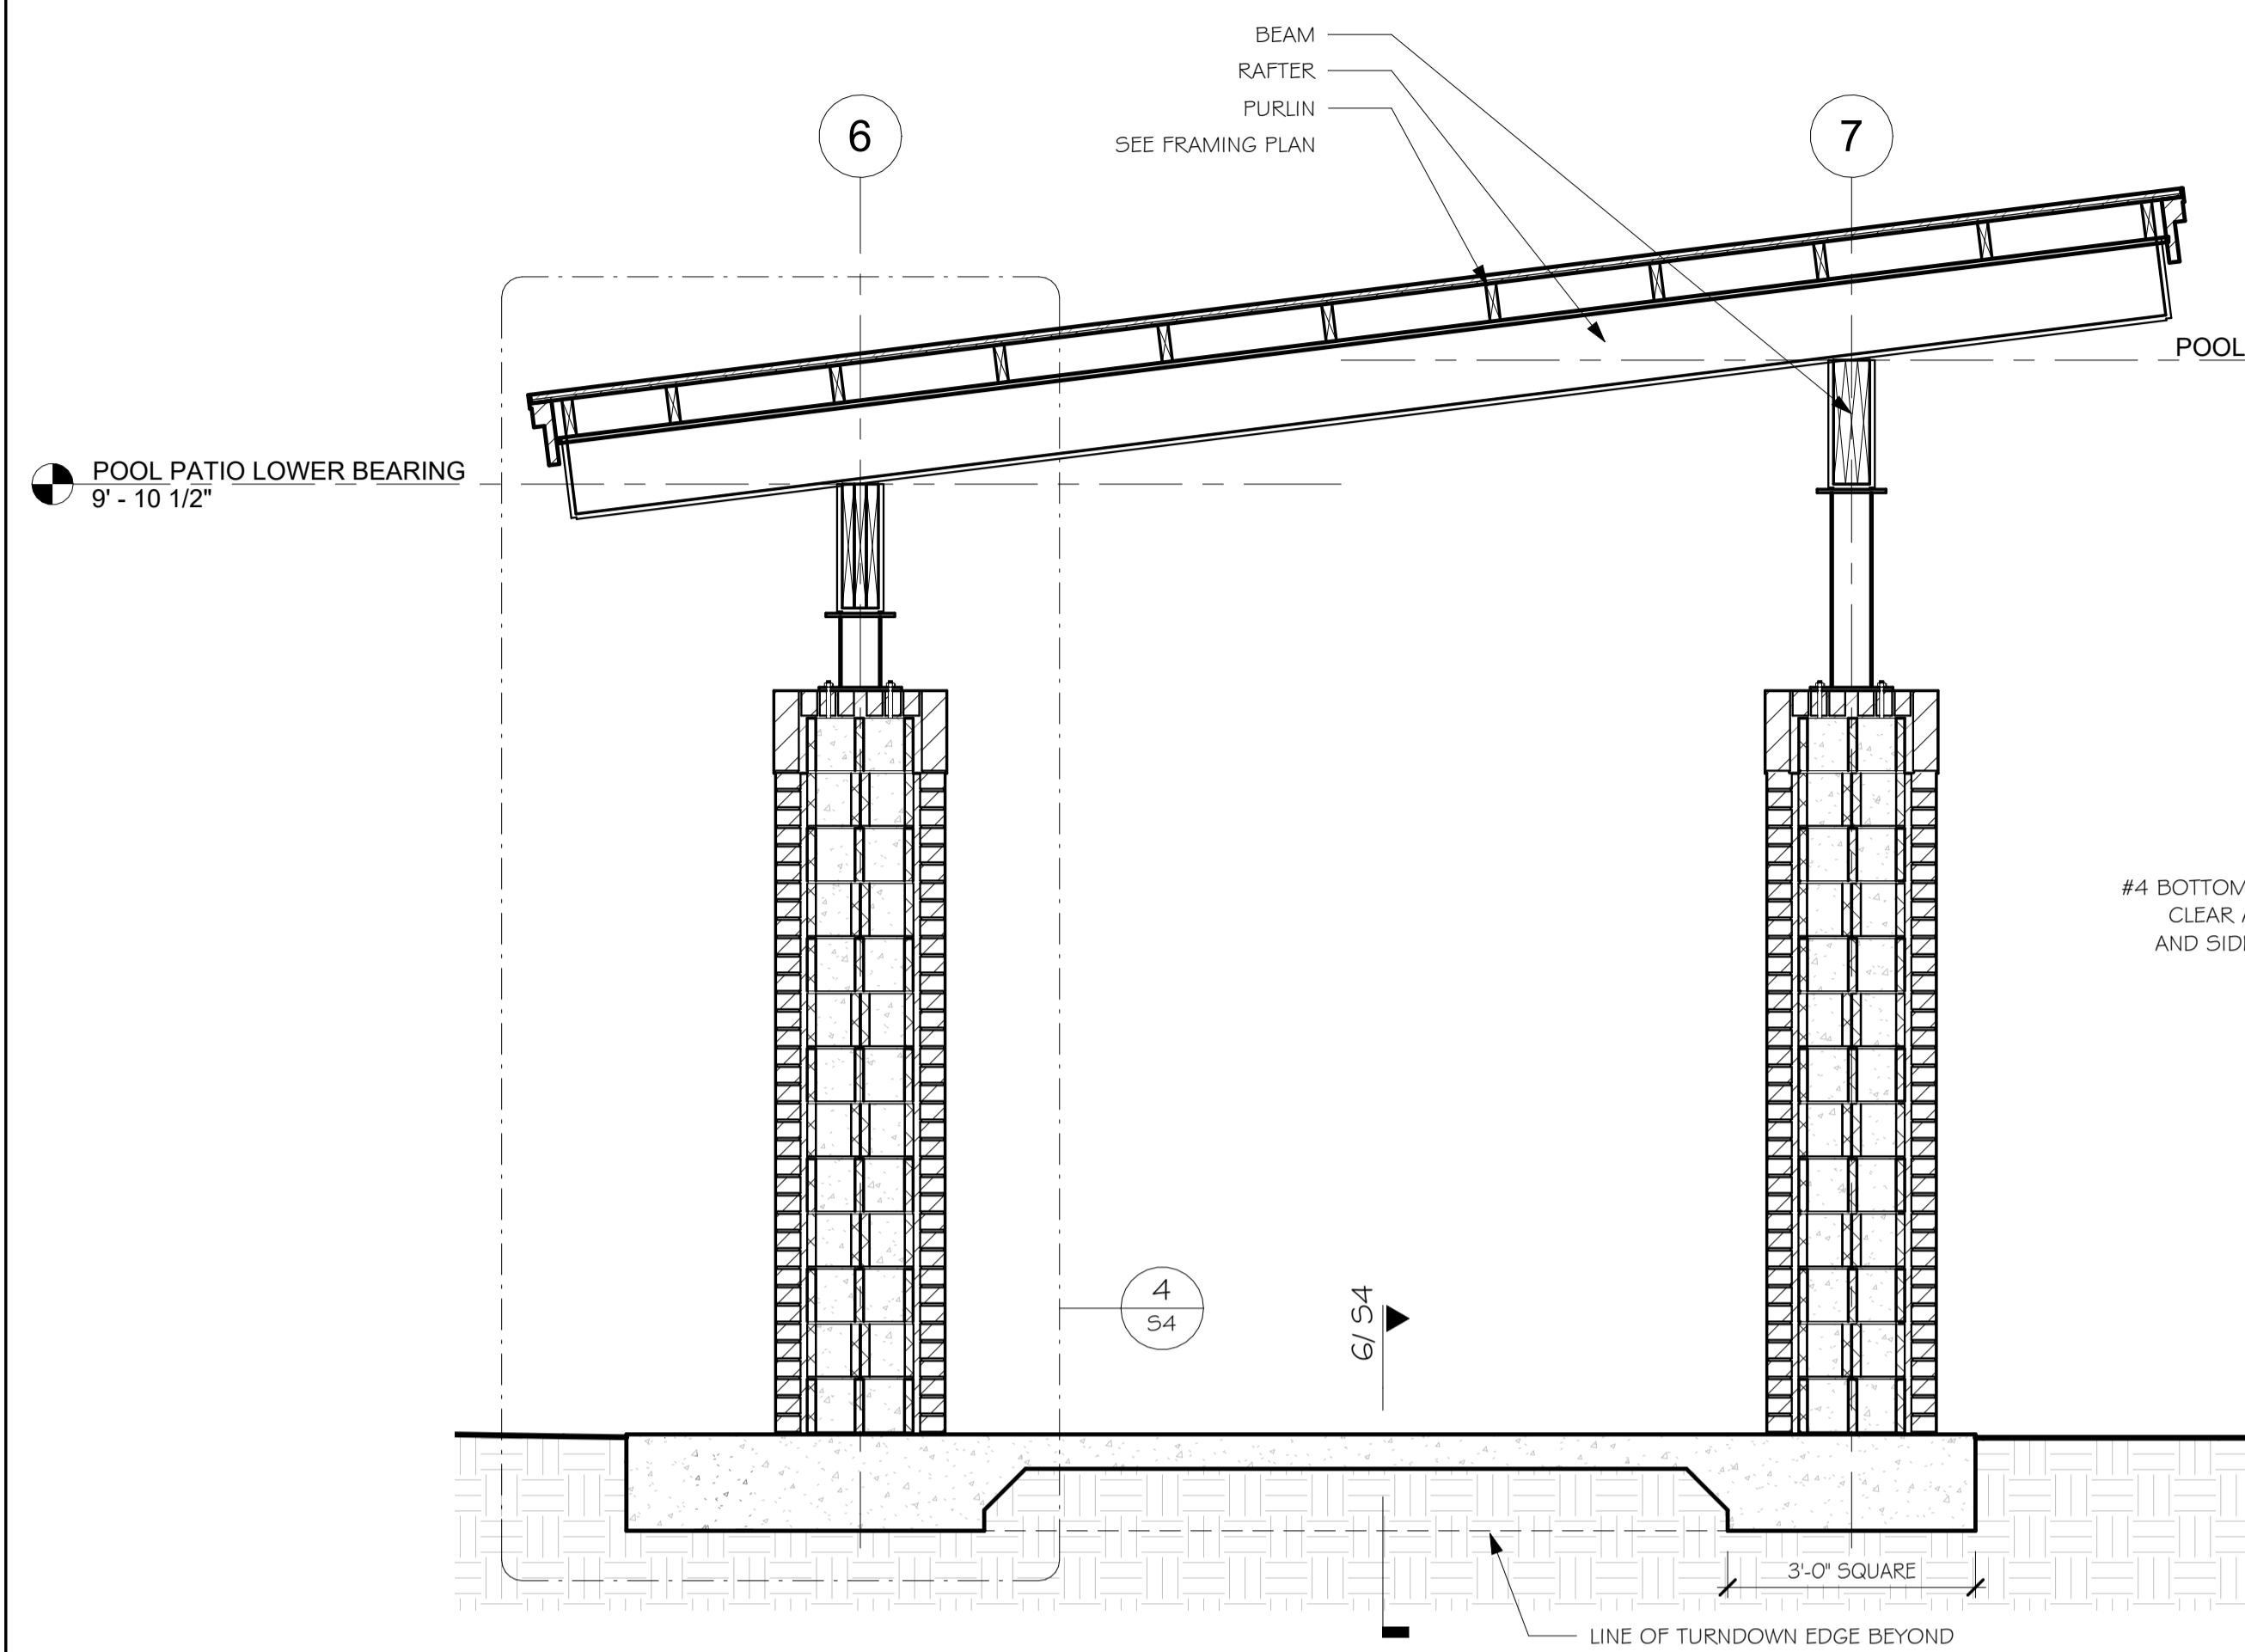 BEAM
RAFTER
PURLIN
SEE FRAMING PLAN
6
7
POOL
POOL PATIO LOWER BEARING
9' - 10 1/2"
#4 BOTTOM
CLEAR
AND
4
S4
6/ S4
3'-0" SQUARE
LINE OF TURNDOWN EDGE BEYOND